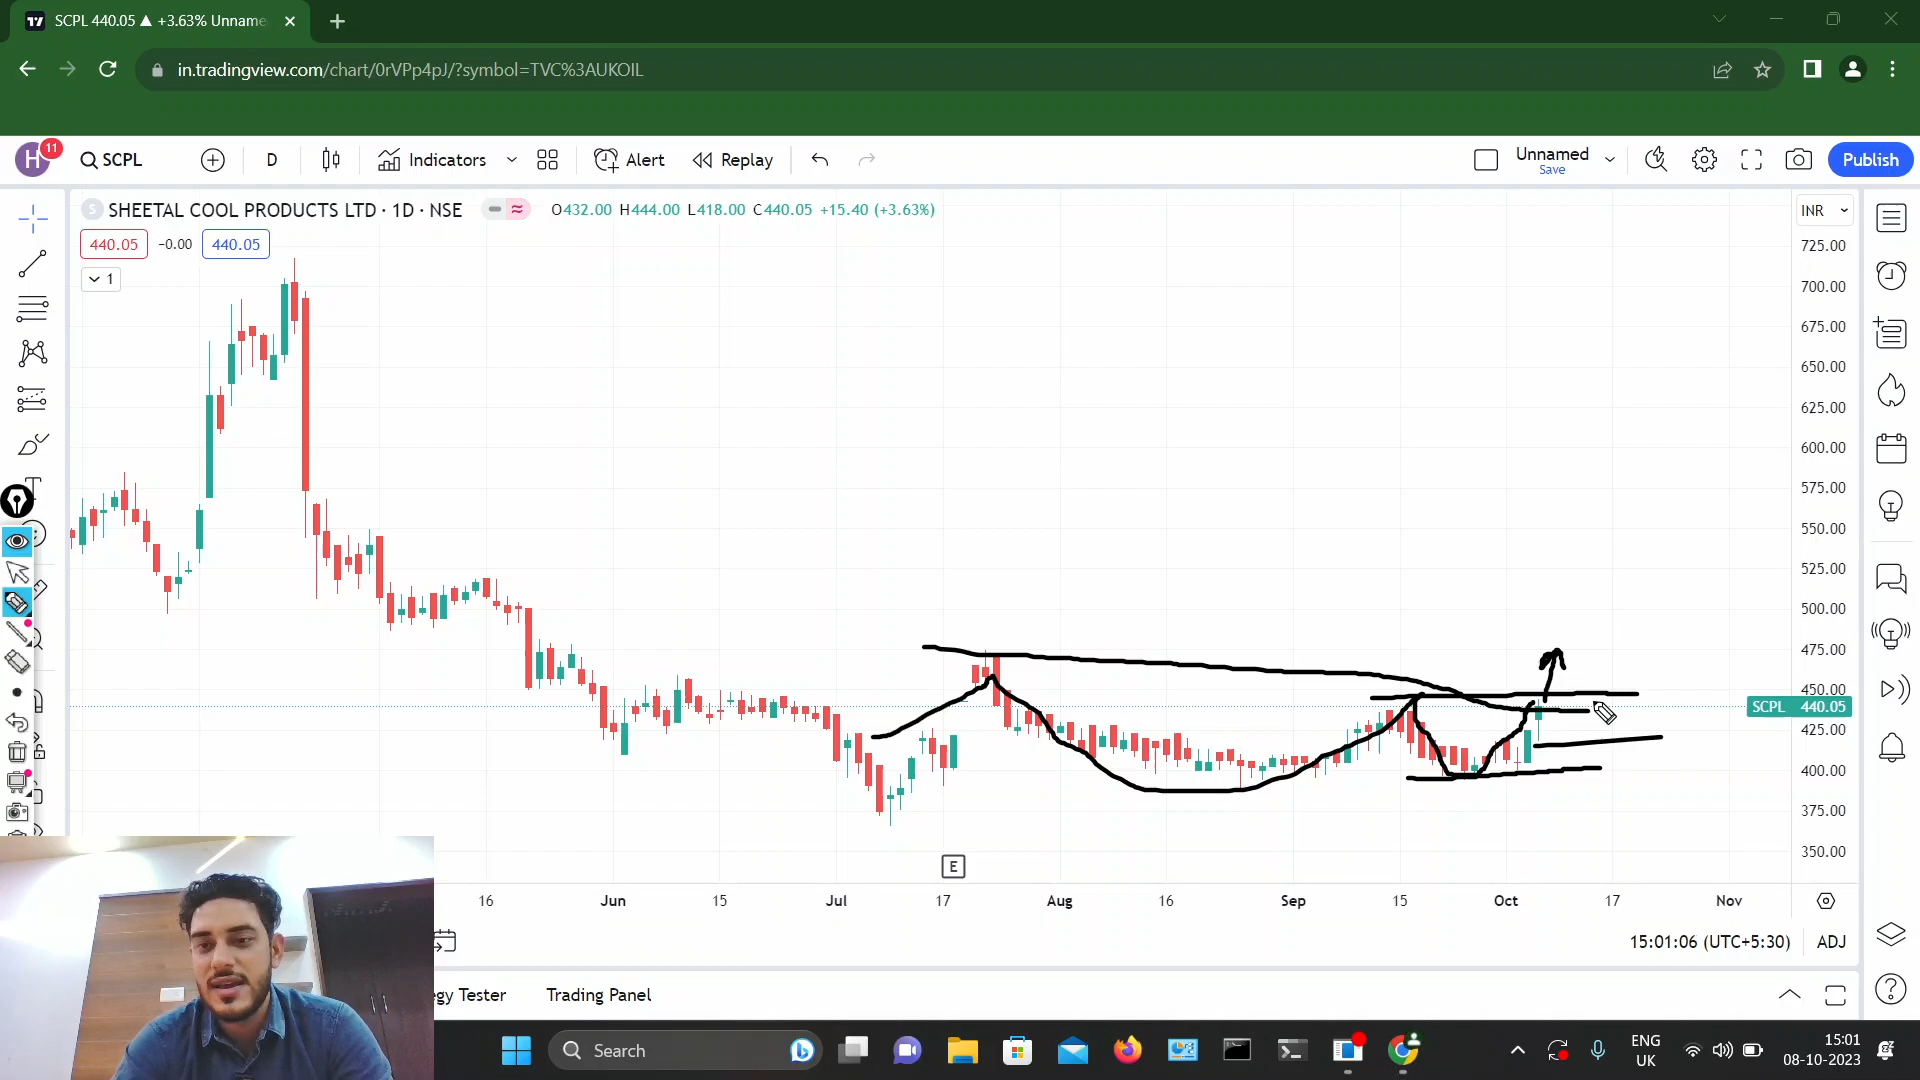 SCPL 440.05 ▲ +3.63% Unname
in.tradingview.com/chart/0rVPp4pJ/?symbol=TVC%3AUKOIL
H 11 SCPL D Indicators Alert Replay Unnamed Save Publish
S SHEETAL COOL PRODUCTS LTD · 1D · NSE O432.00 H444.00 L418.00 C440.05 +15.40 (+3.63%) INR
440.05 −0.00 440.05
1
725.00
700.00
675.00
650.00
625.00
600.00
575.00
550.00
525.00
500.00
475.00
450.00
SCPL 440.05
425.00
400.00
375.00
350.00
E
16 Jun 15 Jul 17 Aug 16 Sep 15 Oct 17 Nov
15:01:06 (UTC+5:30) ADJ
egy Tester Trading Panel
Search
ENG
UK
15:01
08-10-2023